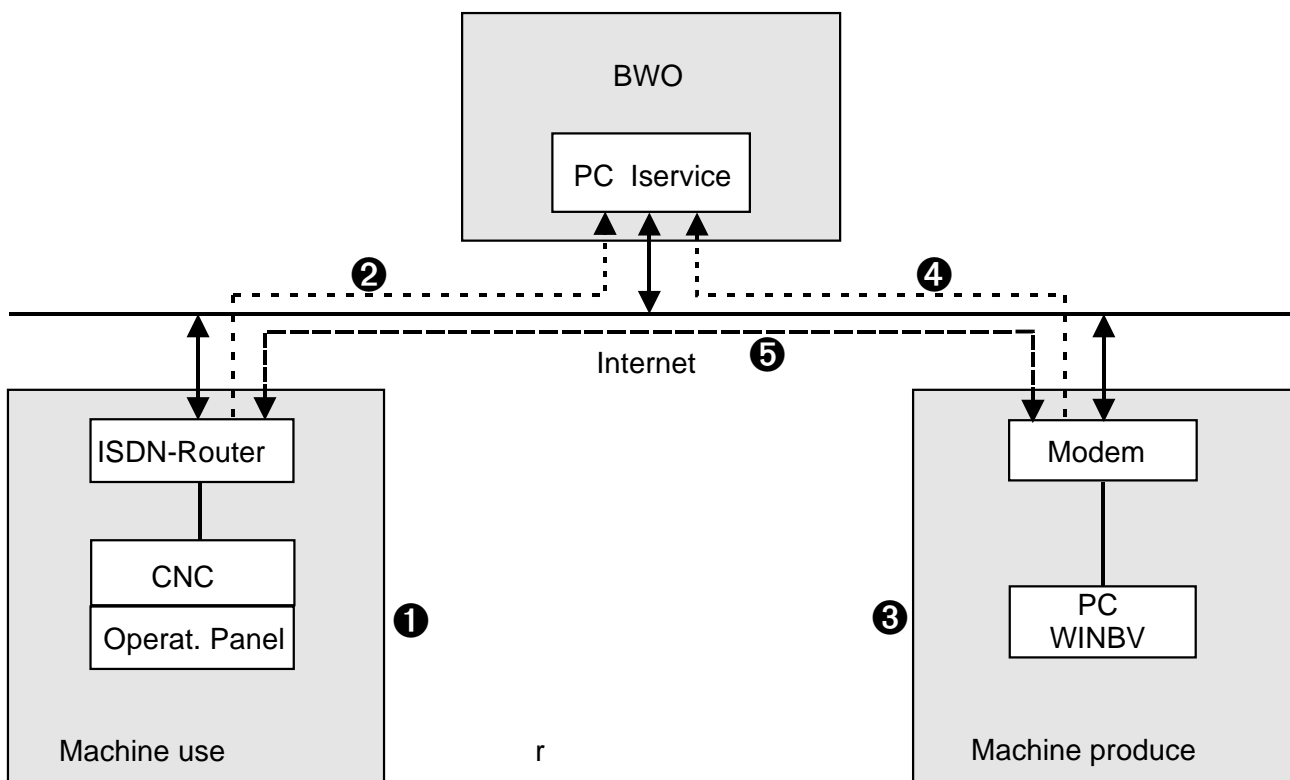 BWO
PC Iservice
❷
❹
❺
Internet
ISDN-Router
Modem
CNC
Operat. Panel
❶
❸
PC
WINBV
Machine use r
Machine produce